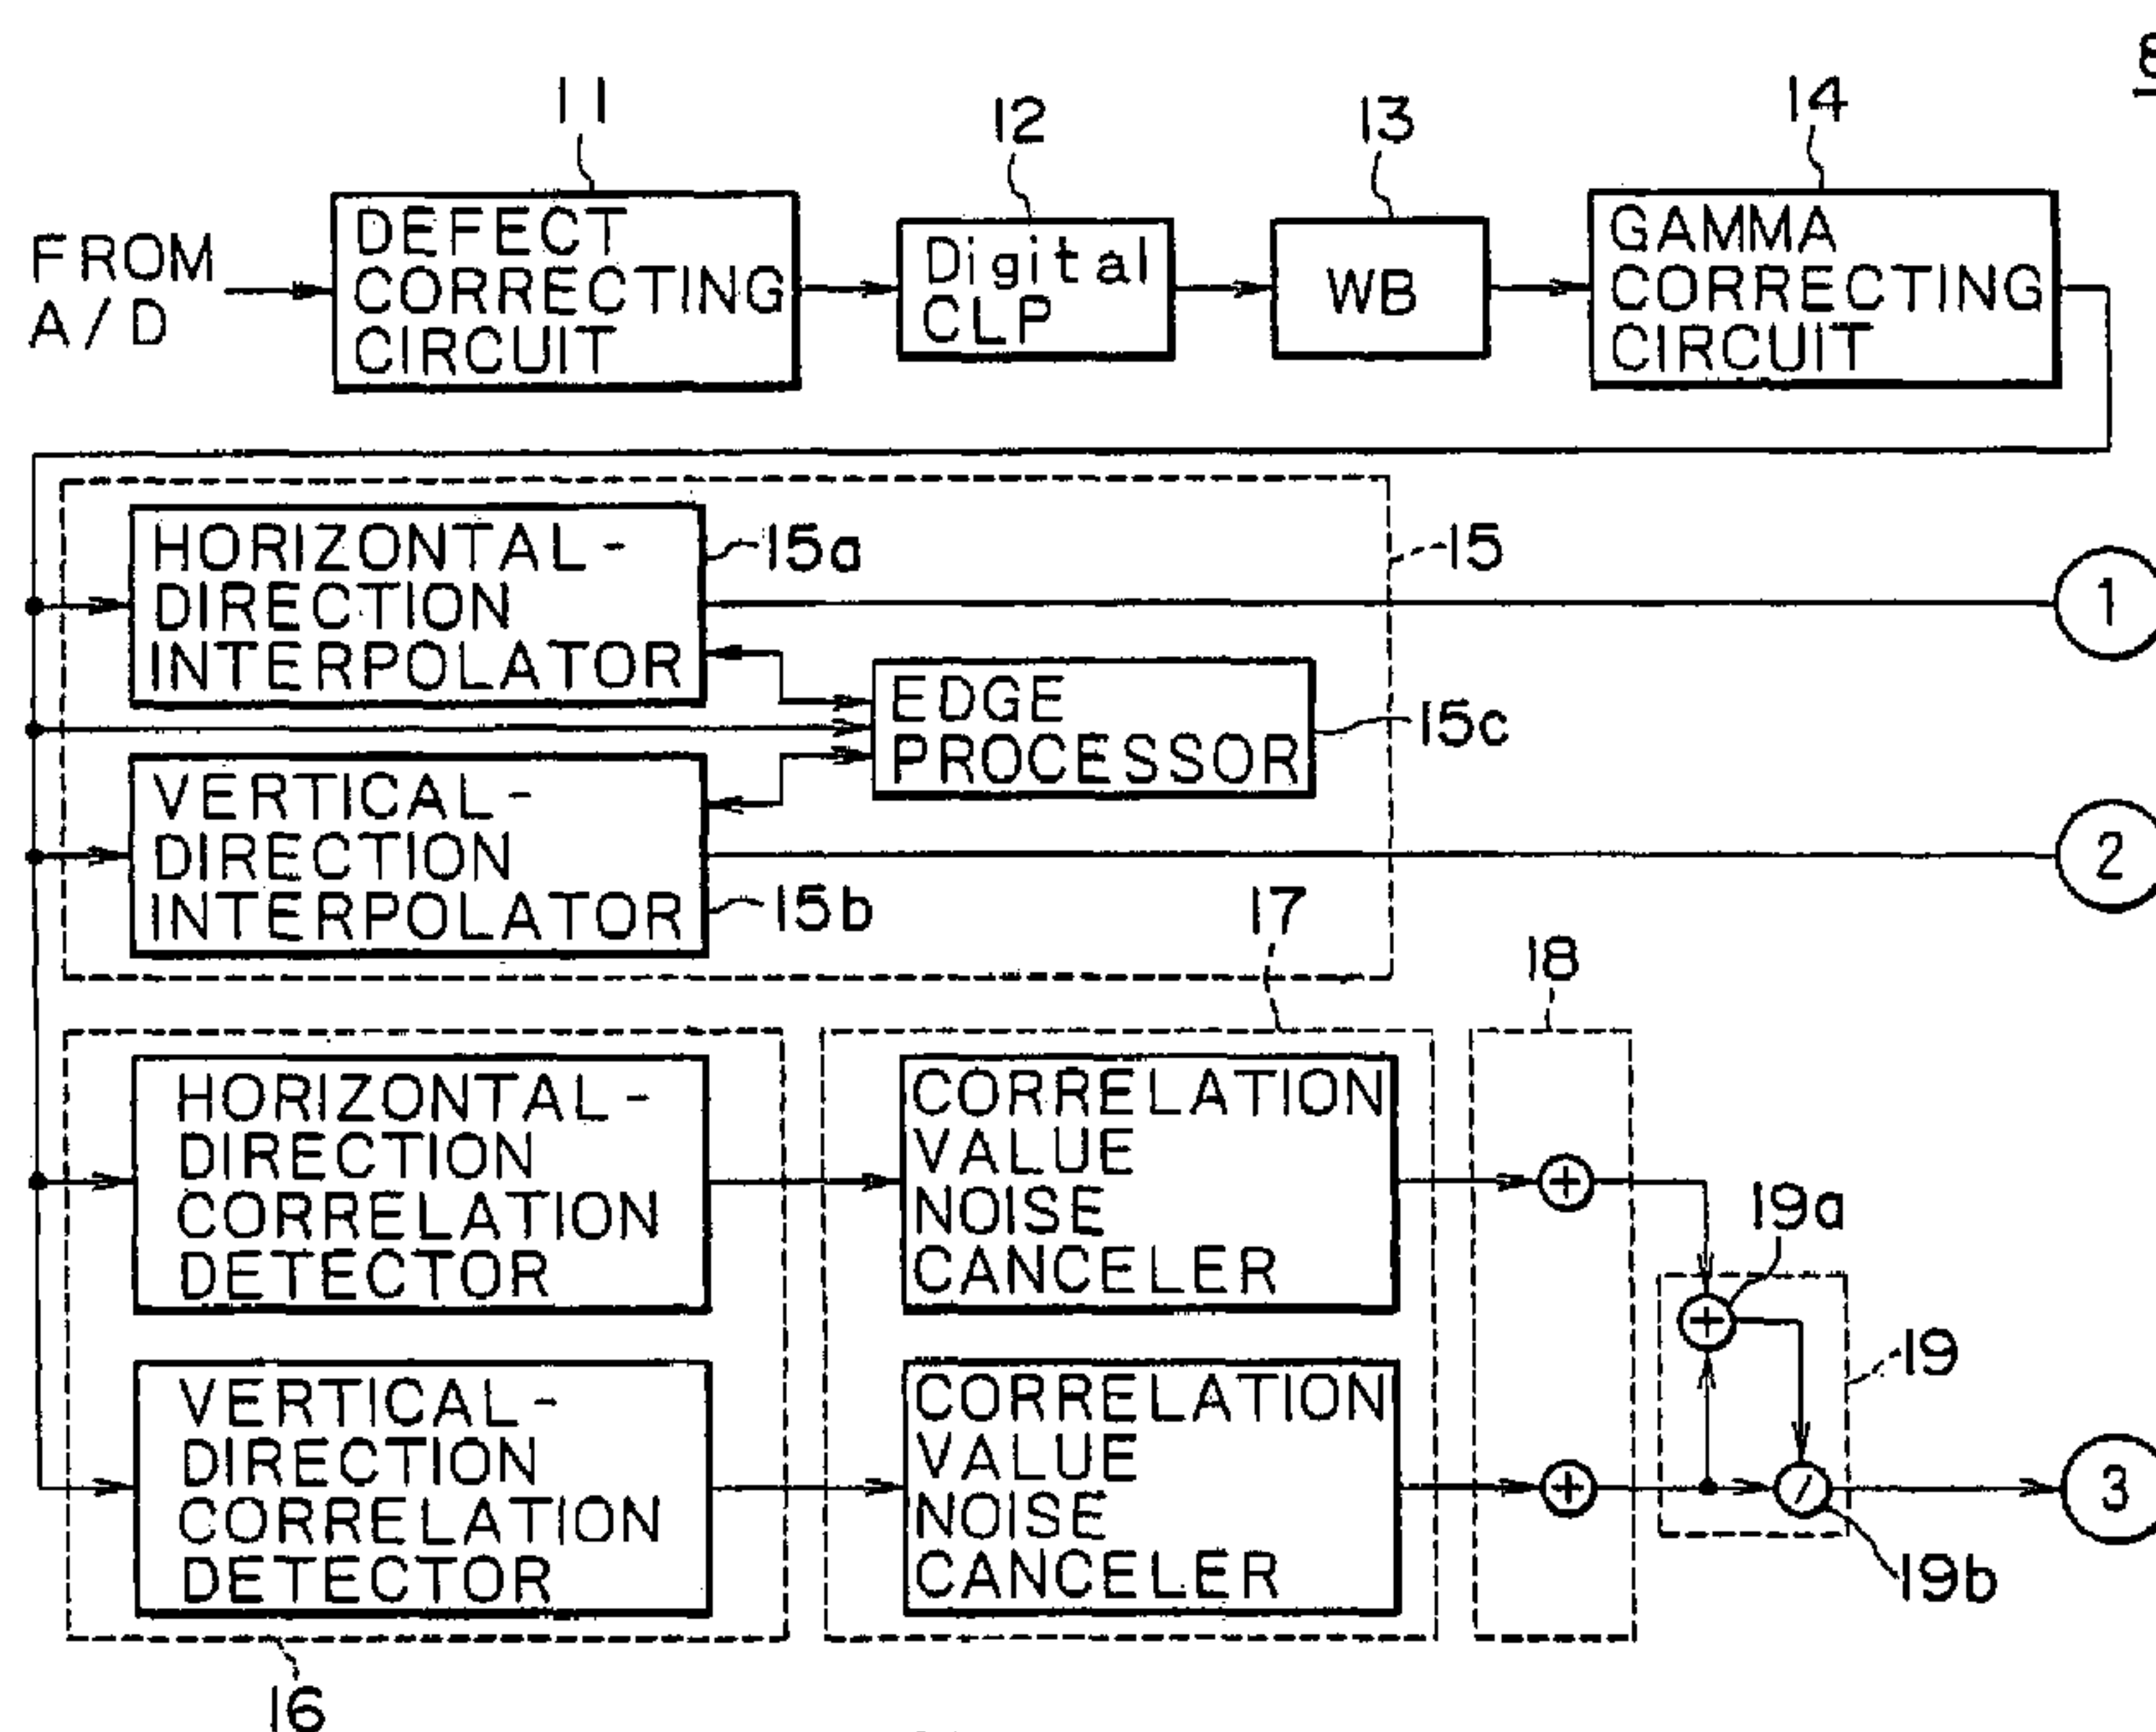 8
11
12
13
14
FROM
A/D
DEFECT
CORRECTING
CIRCUIT
Digital
CLP
WB
GAMMA
CORRECTING
CIRCUIT
HORIZONTAL-
DIRECTION
INTERPOLATOR
15a
15
1
EDGE
PROCESSOR
15c
VERTICAL-
DIRECTION
INTERPOLATOR
15b
2
17
18
HORIZONTAL-
DIRECTION
CORRELATION
DETECTOR
CORRELATION
VALUE
NOISE
CANCELER
+
19a
+
19
VERTICAL-
DIRECTION
CORRELATION
DETECTOR
CORRELATION
VALUE
NOISE
CANCELER
+
/
3
19b
16